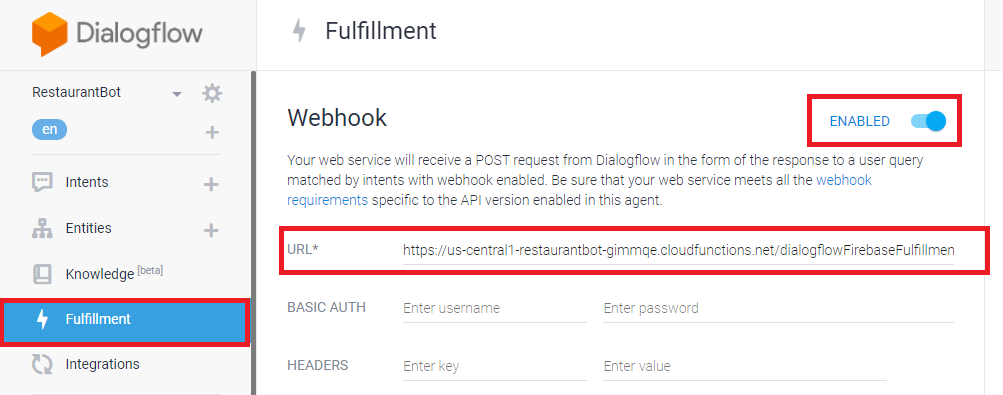 Dialogflow
RestaurantBot
en
Intents
Entities
Knowledge [beta]
Fulfillment
Integrations
Fulfillment
Webhook
ENABLED
Your web service will receive a POST request from Dialogflow in the form of the response to a user query
matched by intents with webhook enabled. Be sure that your web service meets all the webhook
requirements specific to the API version enabled in this agent.
URL* https://us-central1-restaurantbot-gimmqe.cloudfunctions.net/dialogflowFirebaseFulfillmen
BASIC AUTH Enter username Enter password
HEADERS Enter key Enter value